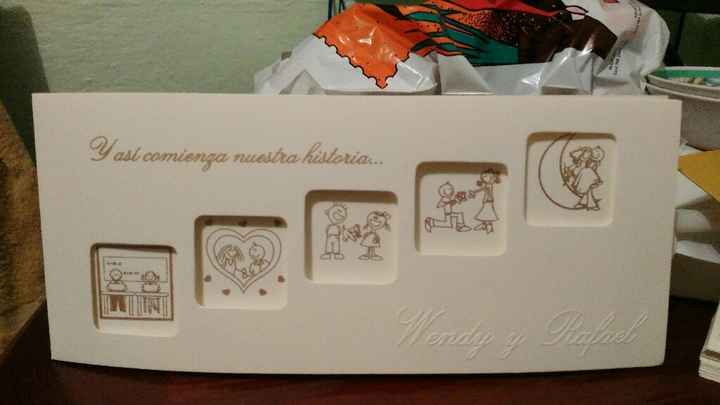 Y así comienza nuestra historia...
Wendy y Rafael